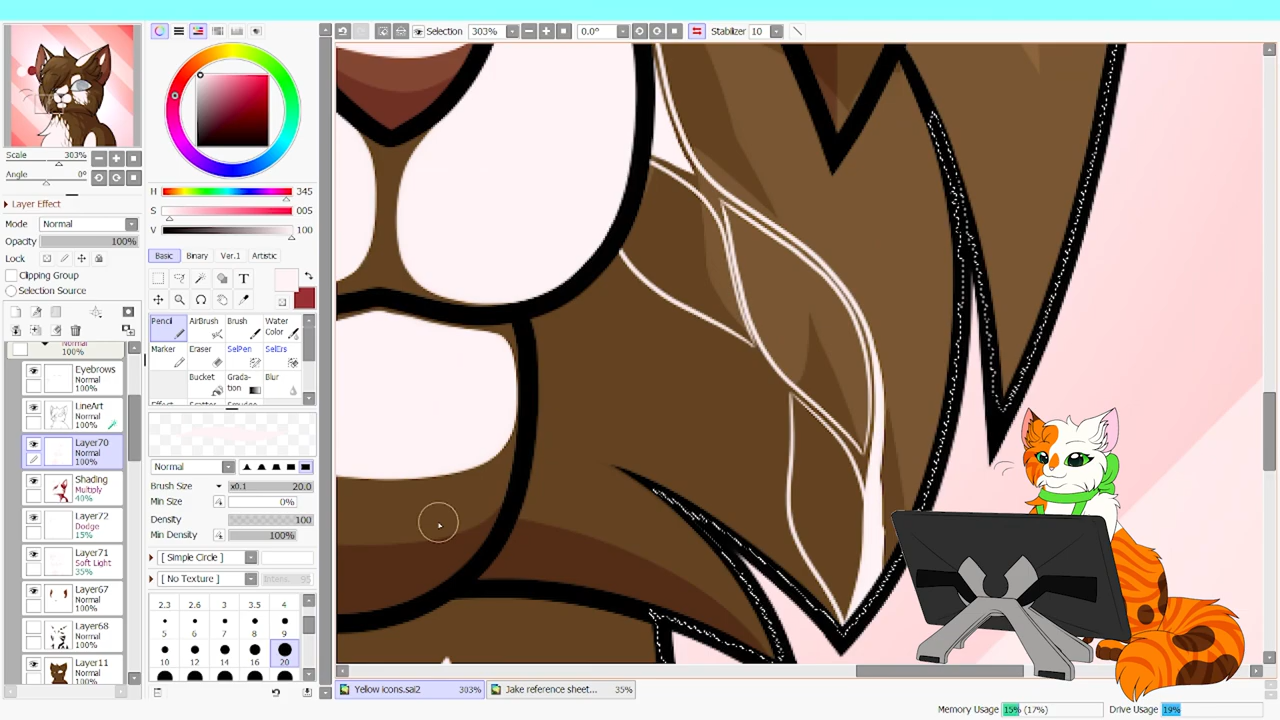 Selection 303% 0.0° Stabilizer 10
Scale 303%
Angle 0°
Layer Effect
Mode Normal
Opacity 100%
Lock
Clipping Group
Selection Source
100%
Eyebrows
Normal
100%
LineArt
Normal
100%
Layer70
Normal
100%
Shading
Multiply
40%
Layer72
Dodge
15%
Layer71
Soft Light
35%
Layer67
Normal
100%
Layer68
Normal
100%
Layer11
Normal
100%
H 345
S 005
V 100
Basic Binary Ver.1 Artistic
T
Pencil AirBrush Brush Water Color
Marker Eraser SelPen SelErs
Bucket Grada-tion Blur
Effect Scatter Smudge
Normal
Brush Size x0.1 20.0
Min Size 0%
Density 100
Min Density 100%
[ Simple Circle ]
[ No Texture ] Intens. 95
2.3 2.6 3 3.5 4
5 6 7 8 9
10 12 14 16 20
Yellow icons.sai2 303% Jake reference sheet... 35%
Memory Usage 15% (17%) Drive Usage 19%